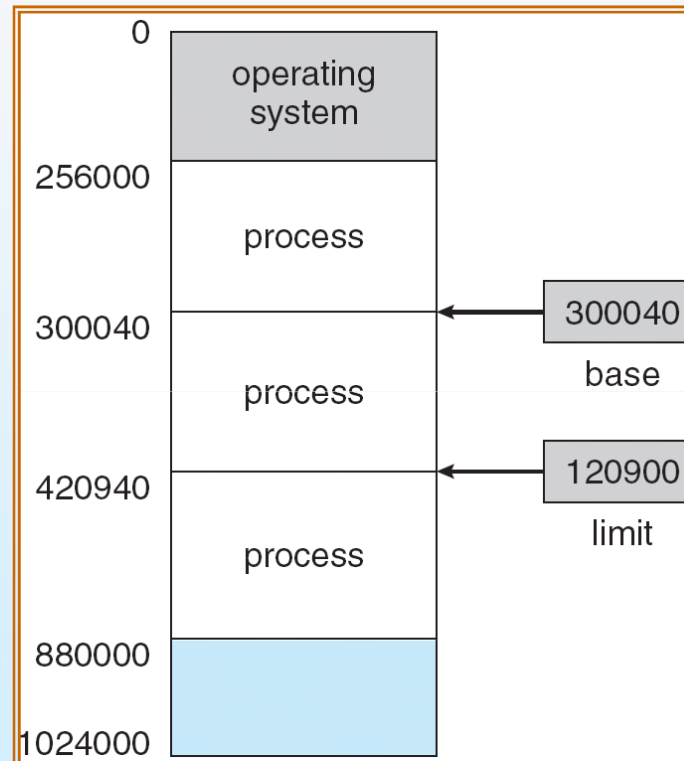 0
operating
system
256000
process
300040
300040
base
process
120900
420940
limit
process
880000
1024000